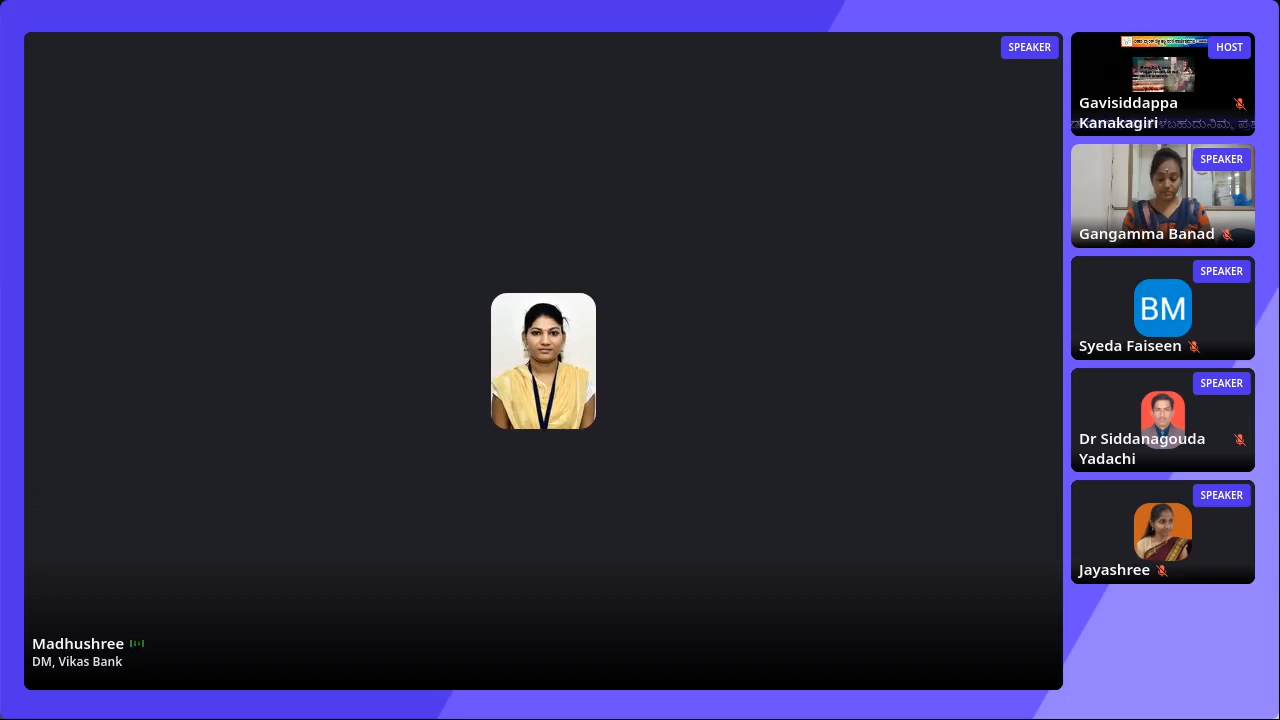 SPEAKER
Madhushree
DM, Vikas Bank
HOST
Gavisiddappa
Kanakagiri
SPEAKER
Gangamma Banad
SPEAKER
BM
Syeda Faiseen
SPEAKER
Dr Siddanagouda
Yadachi
SPEAKER
Jayashree